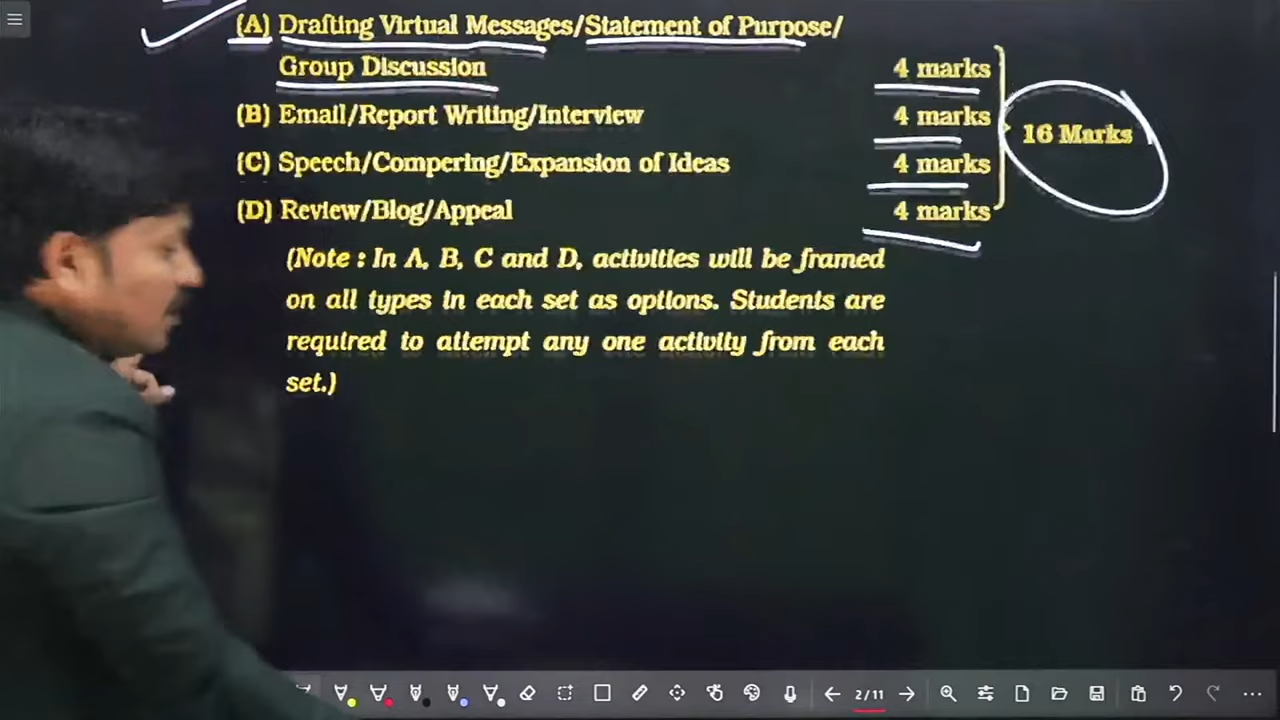 (A) Drafting Virtual Messages/Statement of Purpose/
Group Discussion 4 marks
(B) Email/Report Writing/Interview 4 marks
16 Marks
(C) Speech/Compering/Expansion of Ideas 4 marks
(D) Review/Blog/Appeal 4 marks
(Note : In A, B, C and D, activities will be framed
on all types in each set as options. Students are
required to attempt any one activity from each
set.)
2/11